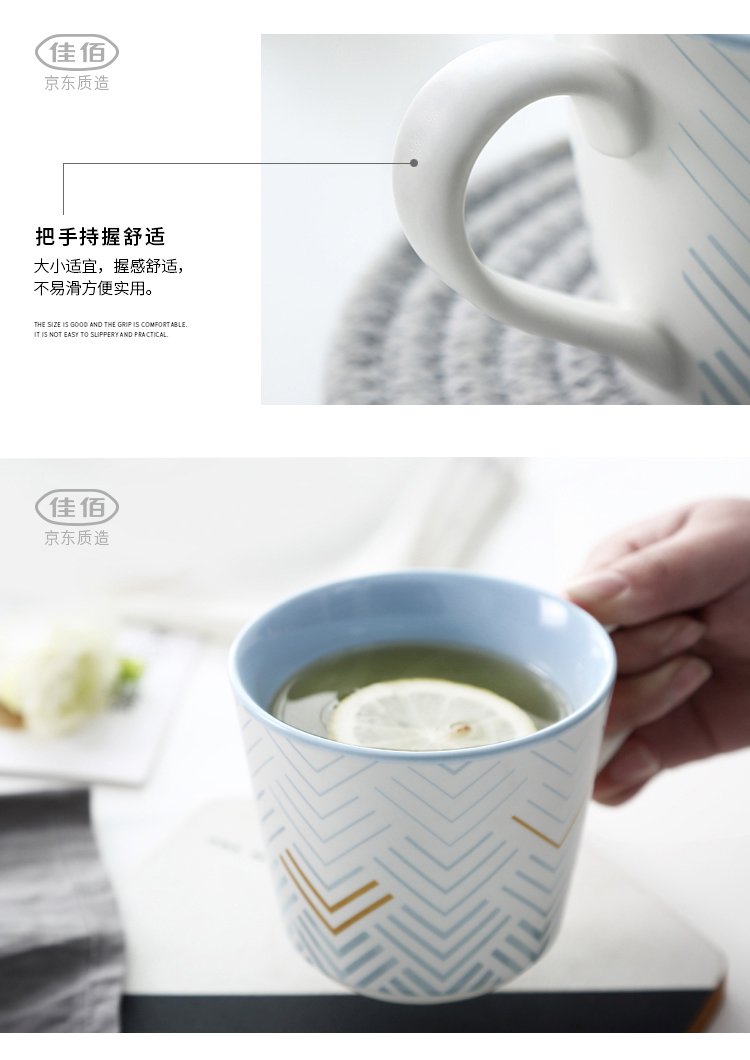 佳佰
京东质造
把手持握舒适
大小适宜，握感舒适，
不易滑方便实用。
THE SIZE IS GOOD AND THE GRIP IS COMFORTABLE.
IT IS NOT EASY TO SLIPPERY AND PRACTICAL.
佳佰
京东质造